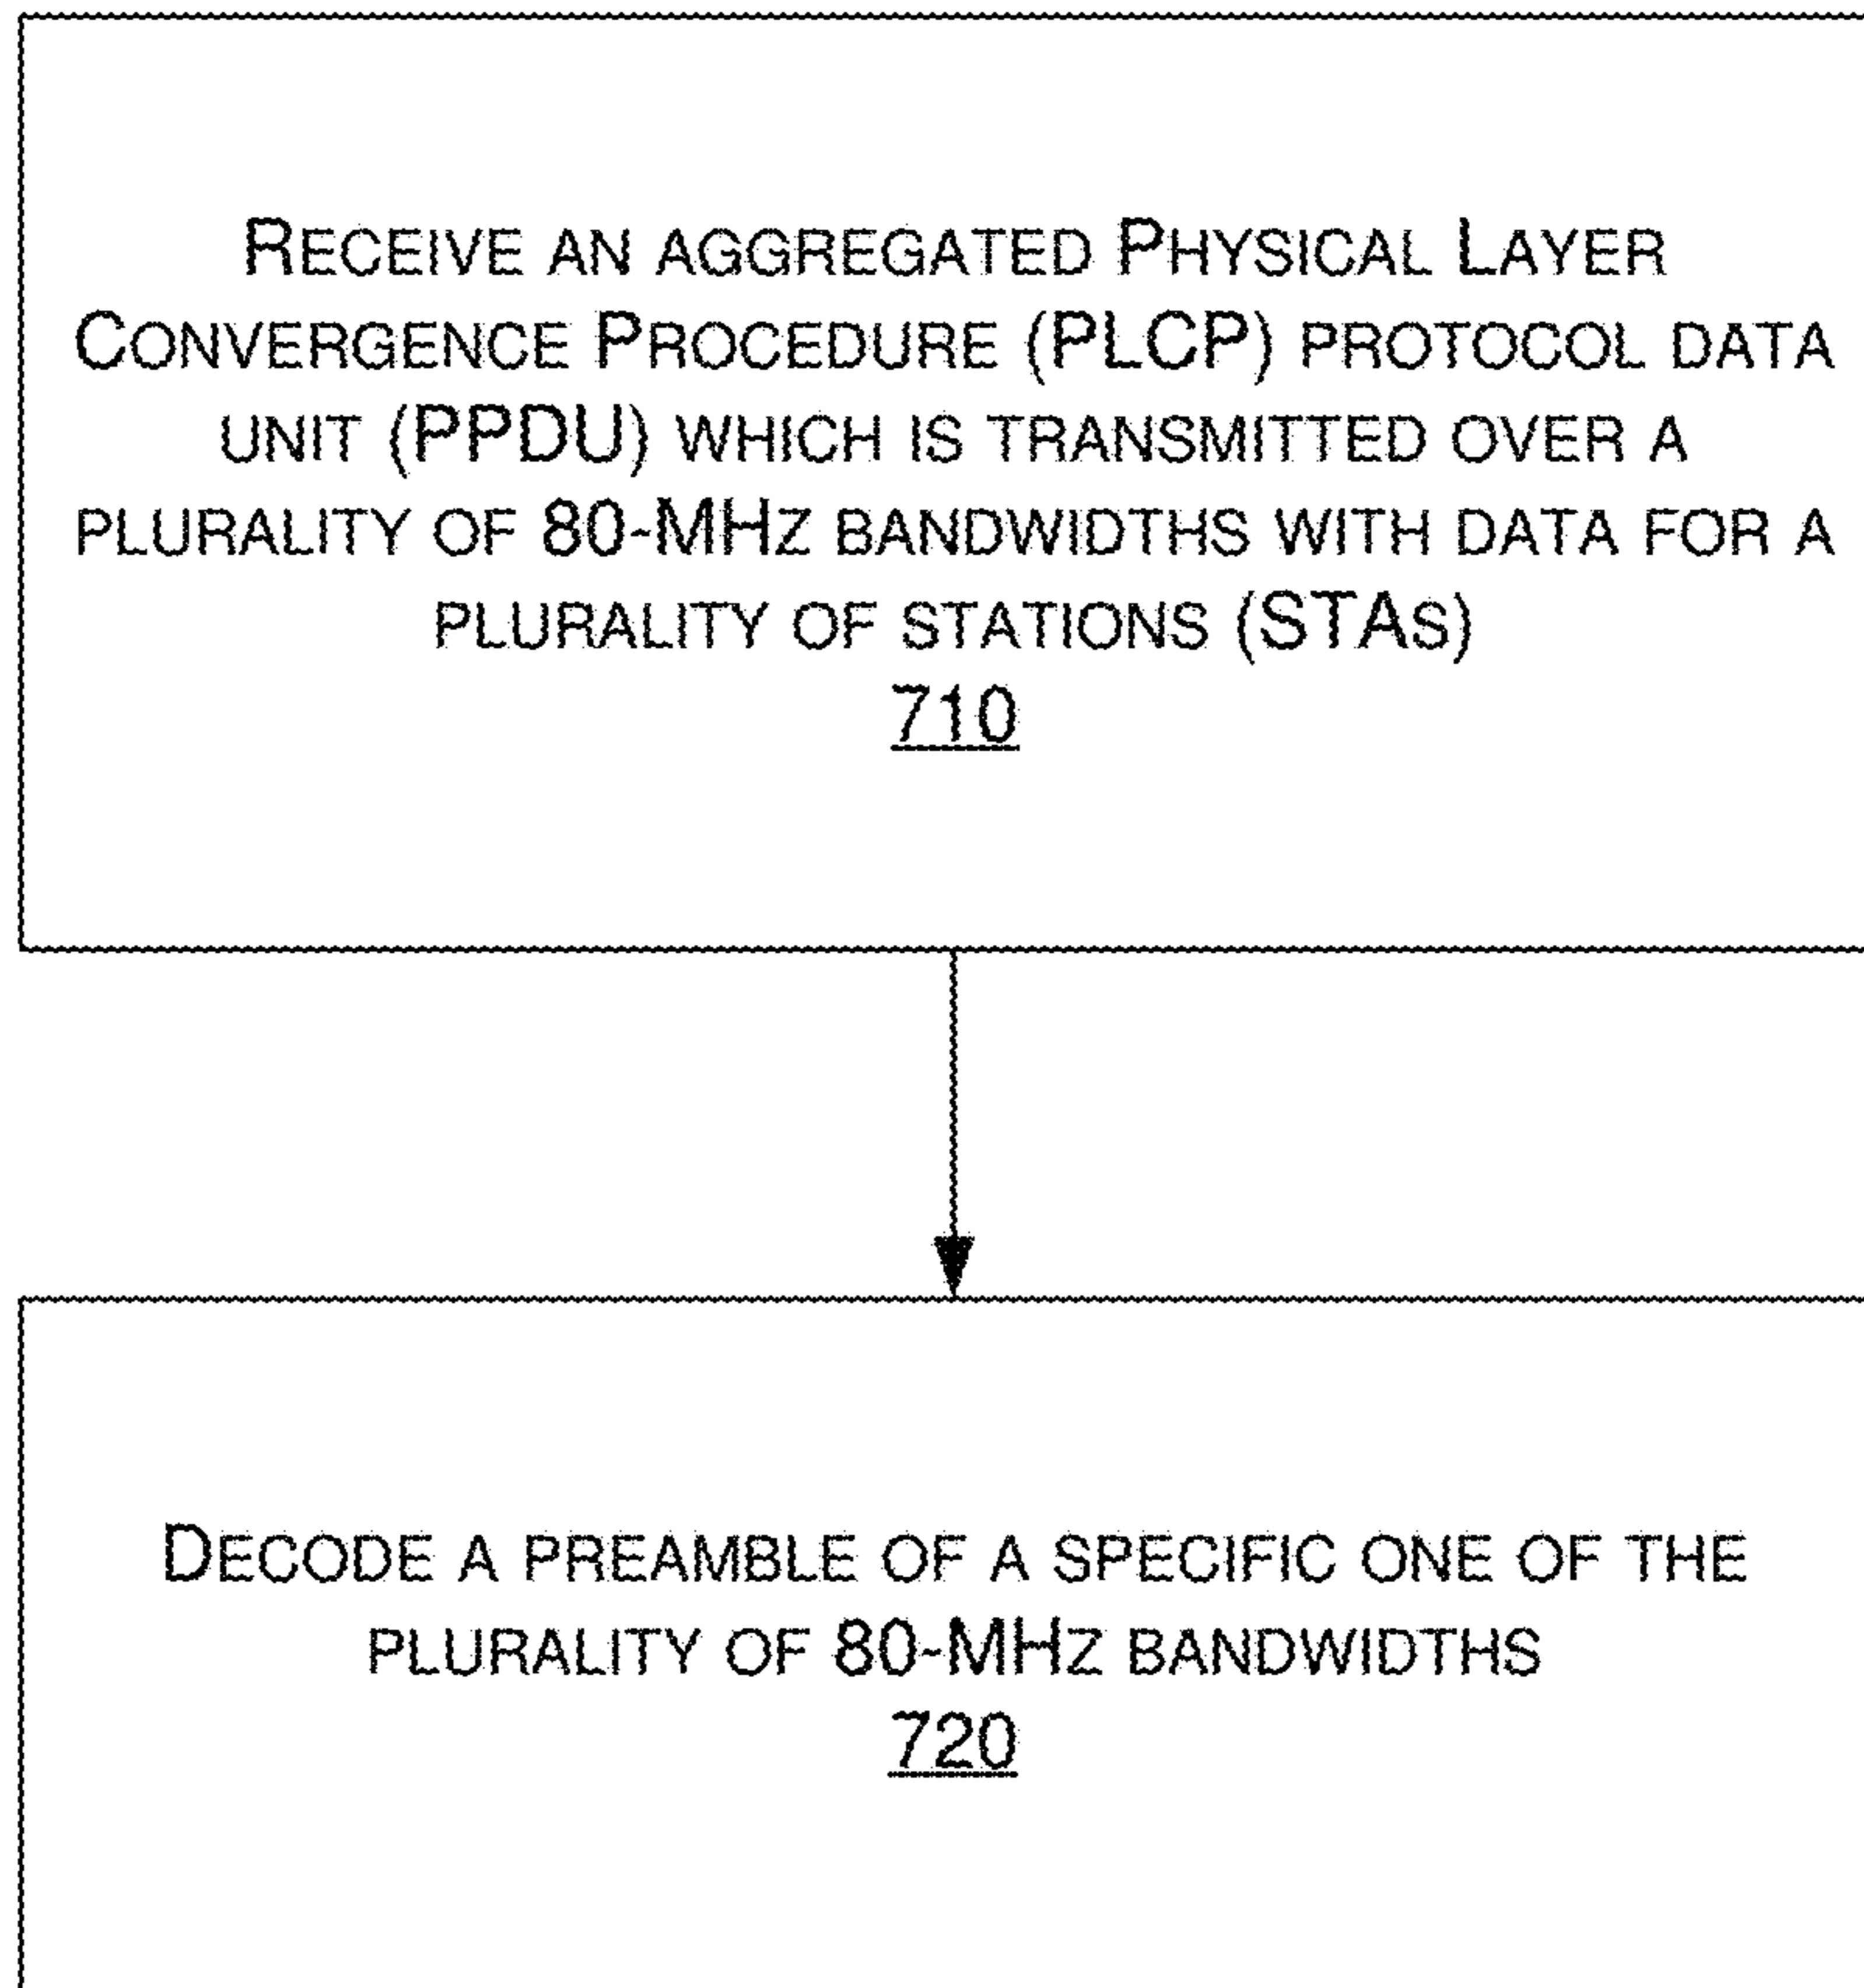 RECEIVE AN AGGREGATED PHYSICAL LAYER
CONVERGENCE PROCEDURE (PLCP) PROTOCOL DATA
UNIT (PPDU) WHICH IS TRANSMITTED OVER A
PLURALITY OF 80-MHZ BANDWIDTHS WITH DATA FOR A
PLURALITY OF STATIONS (STAS)
710
DECODE A PREAMBLE OF A SPECIFIC ONE OF THE
PLURALITY OF 80-MHZ BANDWIDTHS
720